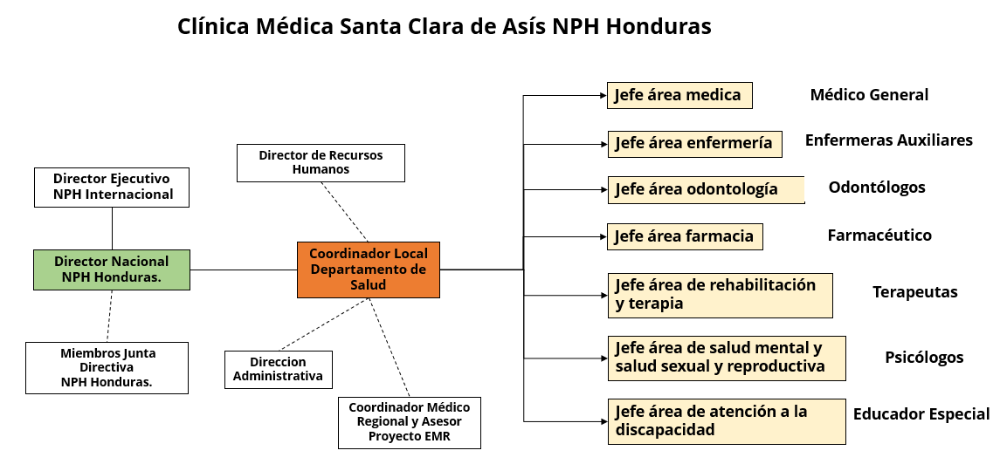 Clínica Médica Santa Clara de Asís NPH Honduras
Director Ejecutivo
NPH Internacional
Director Nacional
NPH Honduras.
Miembros Junta
Directiva
NPH Honduras.
Director de Recursos
Humanos
Coordinador Local
Departamento de
Salud
Direccion
Administrativa
Coordinador Médico
Regional y Asesor
Proyecto EMR
Jefe área medica
Médico General
Jefe área enfermería
Enfermeras Auxiliares
Jefe área odontología
Odontólogos
Jefe área farmacia
Farmacéutico
Jefe área de rehabilitación
y terapia
Terapeutas
Jefe área de salud mental y
salud sexual y reproductiva
Psicólogos
Jefe área de atención a la
discapacidad
Educador Especial